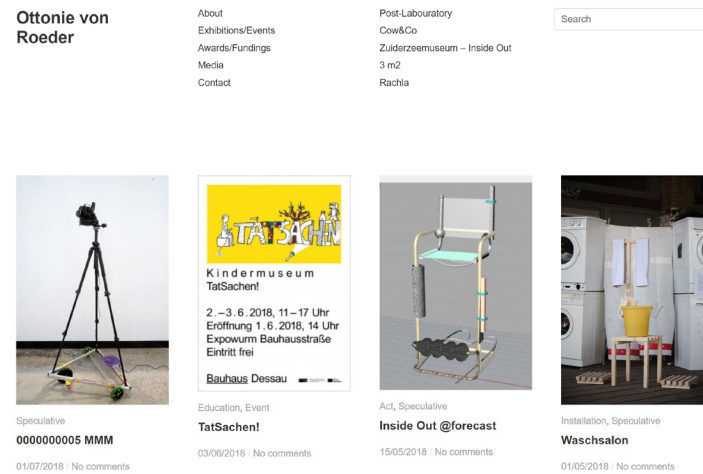 Ottonie von
Roeder
About
Exhibitions/Events
Awards/Fundings
Media
Contact
Post-Labouratory
Cow&Co
Zuiderzeemuseum – Inside Out
3 m2
Rachla
Search
TATSACHEN
Kindermuseum
TatSachen!
2.–3.6.2018, 11–17 Uhr
Eröffnung 1.6.2018, 14 Uhr
Expowurm Bauhausstraße
Eintritt frei
Bauhaus Dessau
Speculative
0000000005 MMM
01/07/2018 / No comments
Education, Event
TatSachen!
03/06/2018 / No comments
Act, Speculative
Inside Out @forecast
15/05/2018 / No comments
Installation, Speculative
Waschsalon
01/05/2018 / No comments